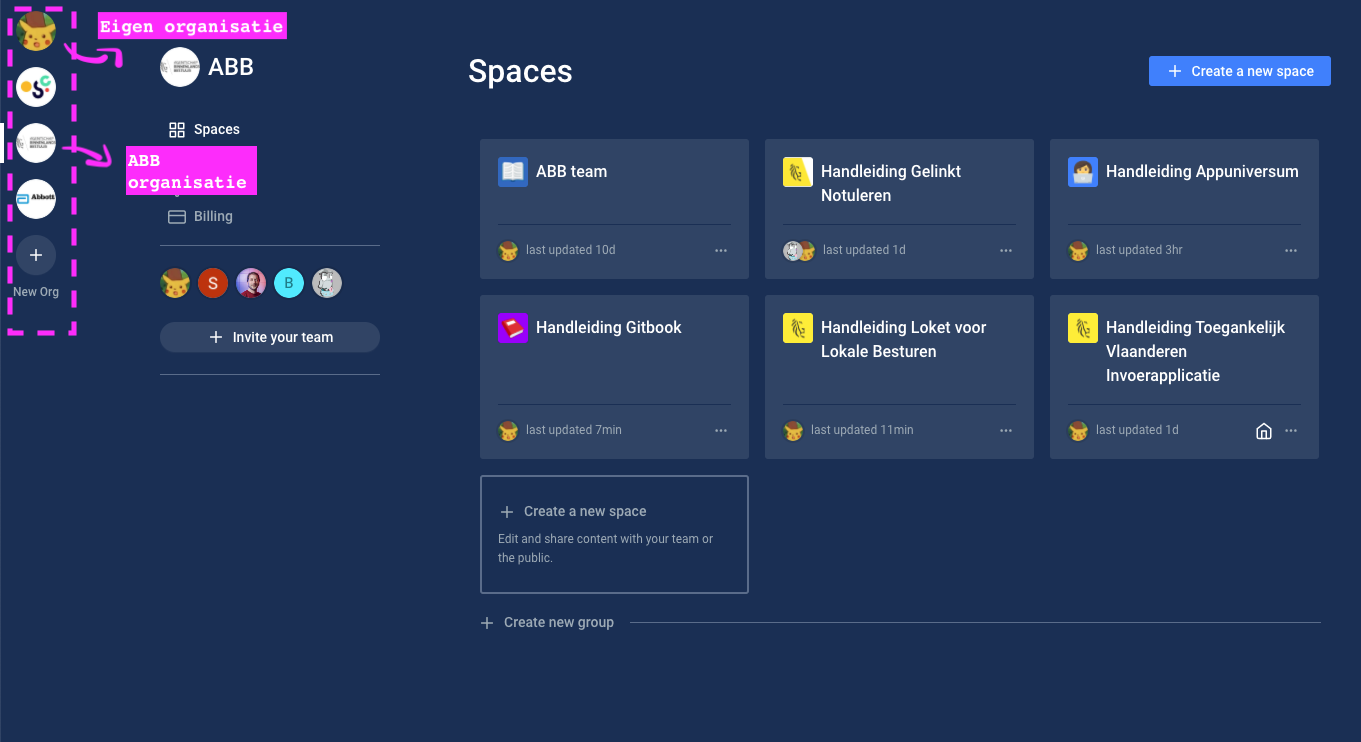 Eigen organisatie
ABB
Spaces
Create a new space
Spaces
ABB
organisatie
Billing
Abbott
New Org
Invite your team
ABB team
last updated 10d
Handleiding Gelinkt
Notuleren
last updated 1d
Handleiding Appuniversum
last updated 3hr
Handleiding Gitbook
last updated 7min
Handleiding Loket voor
Lokale Besturen
last updated 11min
Handleiding Toegankelijk
Vlaanderen
Invoerapplicatie
last updated 1d
S
B
Create a new space
Edit and share content with your team or
the public.
Create new group